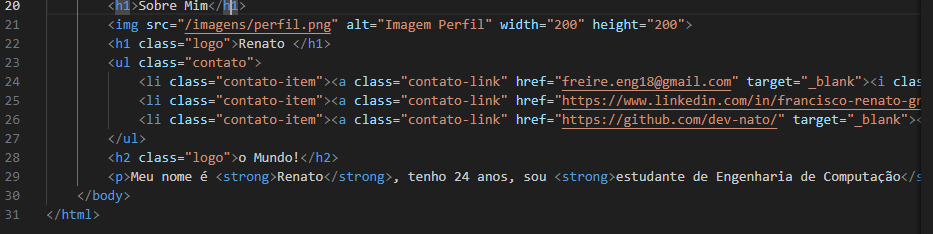 20 <h1>Sobre Mim</h1>
21 <img src="/imagens/perfil.png" alt="Imagem Perfil" width="200" height="200">
22 <h1 class="logo">Renato </h1>
23 <ul class="contato">
24 <li class="contato-item"><a class="contato-link" href="freire.eng18@gmail.com" target="_blank"><i clas
25 <li class="contato-item"><a class="contato-link" href="https://www.linkedin.com/in/francisco-renato-gr
26 <li class="contato-item"><a class="contato-link" href="https://github.com/dev-nato/" target="_blank"><
27 </ul>
28 <h2 class="logo">o Mundo!</h2>
29 <p>Meu nome é <strong>Renato</strong>, tenho 24 anos, sou <strong>estudante de Engenharia de Computação</s
30 </body>
31 </html>